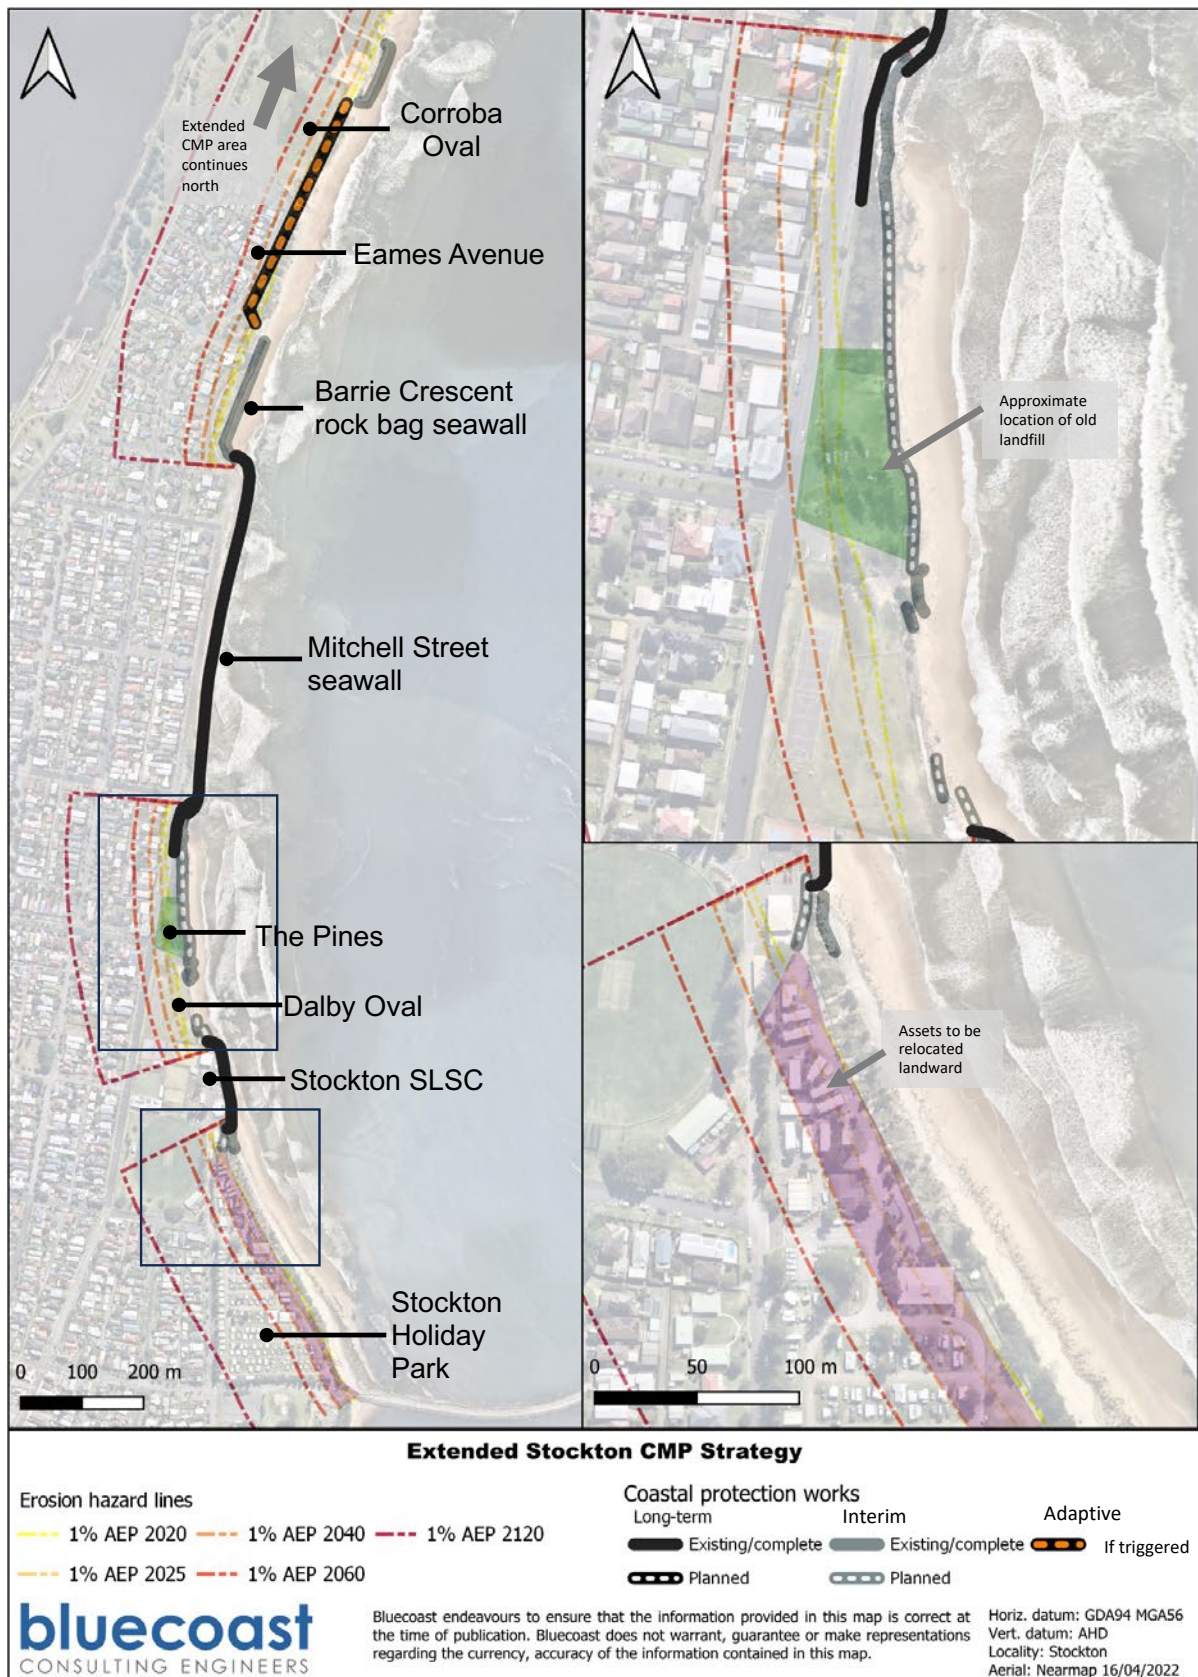 Extended
CMP area
continues
north
Corroba
Oval
Eames Avenue
Barrie Crescent
rock bag seawall
Mitchell Street
seawall
The Pines
Dalby Oval
Stockton SLSC
Stockton
Holiday
Park
0 100 200 m
Approximate
location of old
landfill
Assets to be
relocated
landward
0 50 100 m
Extended Stockton CMP Strategy
Erosion hazard lines
1% AEP 2020 1% AEP 2040 1% AEP 2120
1% AEP 2025 1% AEP 2060
Coastal protection works
Long-term Interim Adaptive
Existing/complete Existing/complete If triggered
Planned Planned
bluecoast
CONSULTING ENGINEERS
Bluecoast endeavours to ensure that the information provided in this map is correct at
the time of publication. Bluecoast does not warrant, guarantee or make representations
regarding the currency, accuracy of the information contained in this map.
Horiz. datum: GDA94 MGA56
Vert. datum: AHD
Locality: Stockton
Aerial: Nearmap 16/04/2022